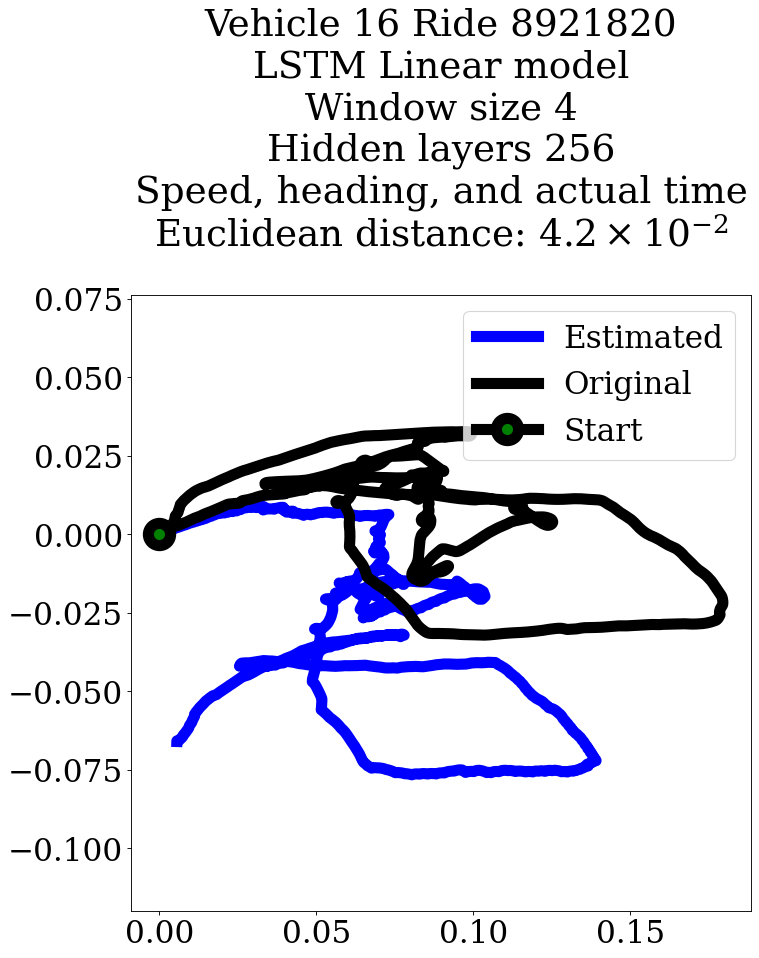 Vehicle 16 Ride 8921820
LSTM Linear model
Window size 4
Hidden layers 256
Speed, heading, and actual time
Euclidean distance: 4.2 × 10⁻²
0.075
0.050
0.025
0.000
−0.025
−0.050
−0.075
−0.100
Estimated
Original
Start
0.00 0.05 0.10 0.15